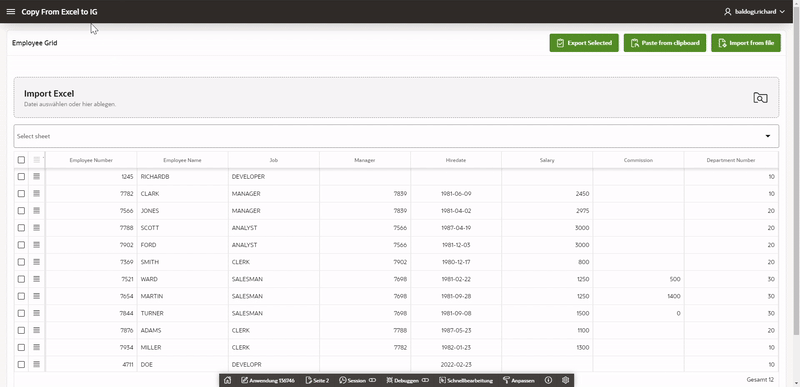 Copy From Excel to IG
baldogi.richard
Employee Grid
Export Selected
Paste from clipboard
Import from file
Import Excel
Datei auswählen oder hier ablegen.
Select sheet
Employee Number Employee Name Job Manager Hiredate Salary Commission Department Number
1245 RICHARDB DEVELOPER 10
7782 CLARK MANAGER 7839 1981-06-09 2450 10
7566 JONES MANAGER 7839 1981-04-02 2975 20
7788 SCOTT ANALYST 7566 1987-04-19 3000 20
7902 FORD ANALYST 7566 1981-12-03 3000 20
7369 SMITH CLERK 7902 1980-12-17 800 20
7521 WARD SALESMAN 7698 1981-02-22 1250 500 30
7654 MARTIN SALESMAN 7698 1981-09-28 1250 1400 30
7844 TURNER SALESMAN 7698 1981-09-08 1500 0 30
7876 ADAMS CLERK 7788 1987-05-23 1100 20
7934 MILLER CLERK 7782 1982-01-23 1300 10
4711 DOE DEVELOPR 2022-02-23 10
Gesamt 12
Anwendung 136746 Seite 2 Session Debuggen Schnellbearbeitung Anpassen